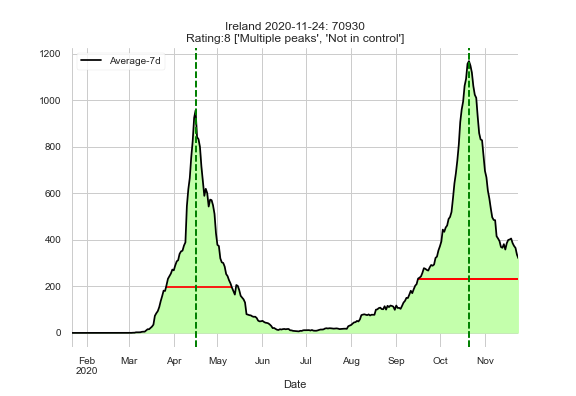 Ireland 2020-11-24: 70930
Rating:8 ['Multiple peaks', 'Not in control']
Average-7d
1200
1000
800
600
400
200
0
Feb Mar Apr May Jun Jul Aug Sep Oct Nov
2020
Date